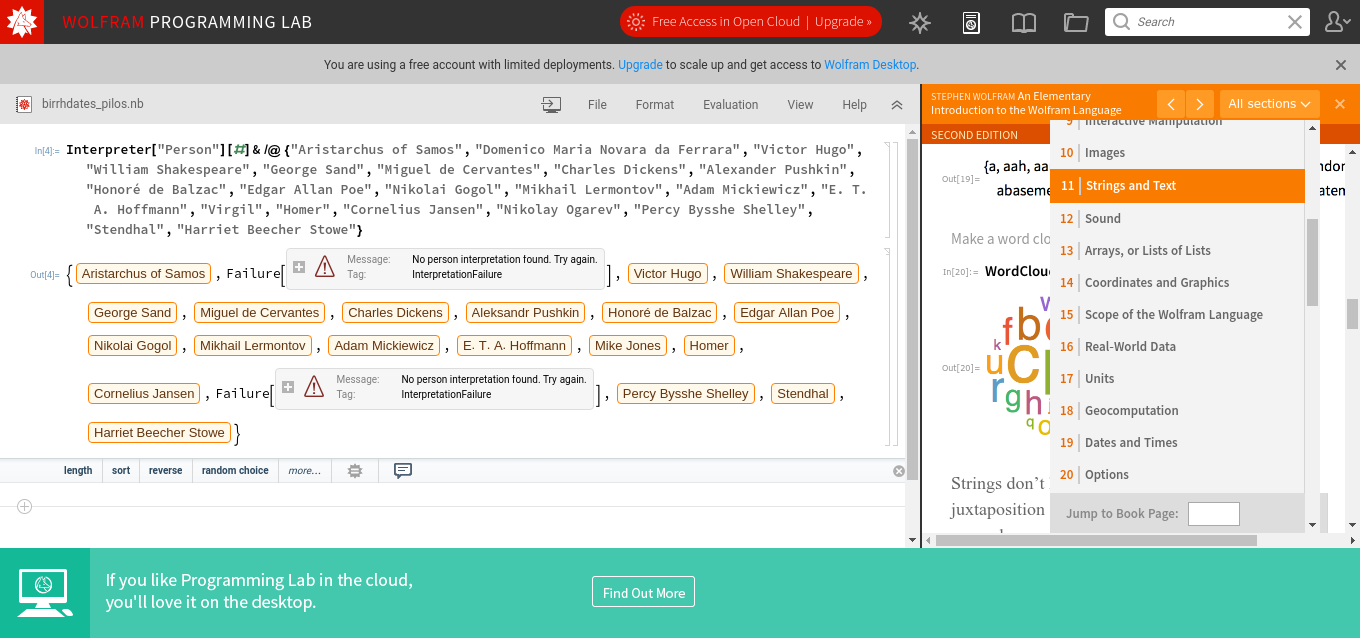 WOLFRAM PROGRAMMING LAB
Free Access in Open Cloud | Upgrade »
Search
You are using a free account with limited deployments. Upgrade to scale up and get access to Wolfram Desktop.
birrhdates_pilos.nb
File Format Evaluation View Help
In[4]:= Interpreter["Person"][#] & /@ {"Aristarchus of Samos", "Domenico Maria Novara da Ferrara", "Victor Hugo",
"William Shakespeare", "George Sand", "Miguel de Cervantes", "Charles Dickens", "Alexander Pushkin",
"Honoré de Balzac", "Edgar Allan Poe", "Nikolai Gogol", "Mikhail Lermontov", "Adam Mickiewicz", "E. T.
A. Hoffmann", "Virgil", "Homer", "Cornelius Jansen", "Nikolay Ogarev", "Percy Bysshe Shelley",
"Stendhal", "Harriet Beecher Stowe"}
Message: No person interpretation found. Try again.
Out[4]= { Aristarchus of Samos , Failure[ ] , Victor Hugo , William Shakespeare ,
Tag: InterpretationFailure
George Sand , Miguel de Cervantes , Charles Dickens , Aleksandr Pushkin , Honoré de Balzac , Edgar Allan Poe ,
Nikolai Gogol , Mikhail Lermontov , Adam Mickiewicz , E. T. A. Hoffmann , Mike Jones , Homer ,
Message: No person interpretation found. Try again.
Cornelius Jansen , Failure[ ] , Percy Bysshe Shelley , Stendhal ,
Tag: InterpretationFailure
Harriet Beecher Stowe }
length sort reverse random choice more...
STEPHEN WOLFRAM An Elementary
Introduction to the Wolfram Language
All sections
SECOND EDITION
Out[19]= {a, aah, aa
abaseme
Make a word clo
In[20]:= WordClou
Out[20]=
Strings don't
juxtaposition
9 Interactive Manipulation
10 Images
11 Strings and Text
12 Sound
13 Arrays, or Lists of Lists
14 Coordinates and Graphics
15 Scope of the Wolfram Language
16 Real-World Data
17 Units
18 Geocomputation
19 Dates and Times
20 Options
Jump to Book Page:
If you like Programming Lab in the cloud,
you'll love it on the desktop.
Find Out More